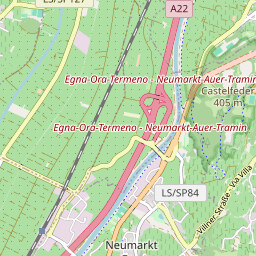 LS/SP127
A22
Egna-Ora-Termeno - Neumarkt-Auer-Tramin
Castelfeder
405 m
Egna-Ora-Termeno - Neumarkt-Auer-Tramin
LS/SP84
Villner Straße - Via Villa
Neumarkt